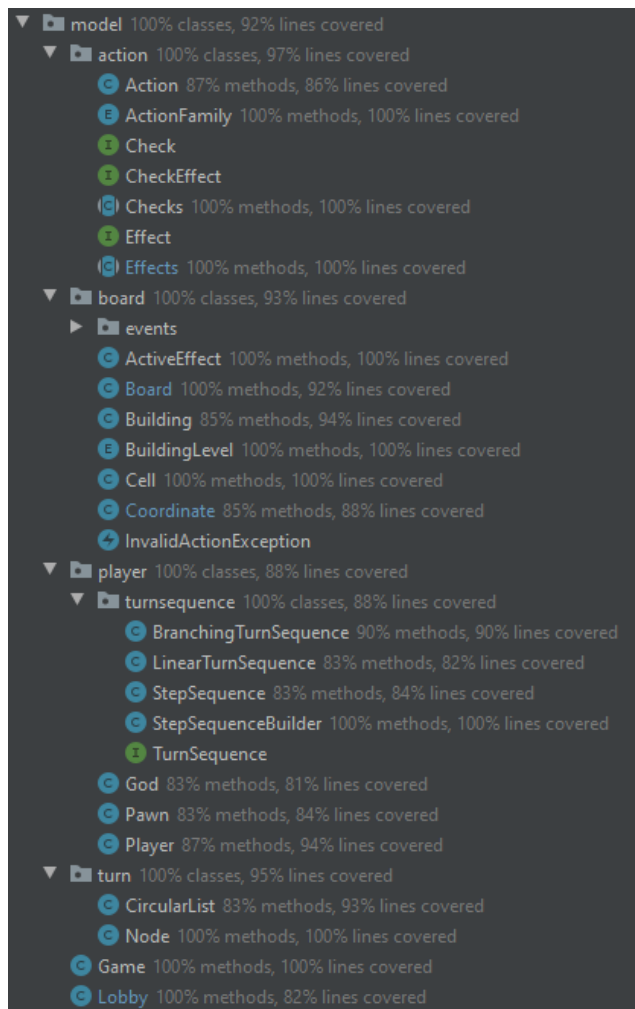 model 100% classes, 92% lines covered
action 100% classes, 97% lines covered
C Action 87% methods, 86% lines covered
E ActionFamily 100% methods, 100% lines covered
I Check
I CheckEffect
C Checks 100% methods, 100% lines covered
I Effect
C Effects 100% methods, 100% lines covered
board 100% classes, 93% lines covered
events
C ActiveEffect 100% methods, 100% lines covered
C Board 100% methods, 92% lines covered
C Building 85% methods, 94% lines covered
E BuildingLevel 100% methods, 100% lines covered
C Cell 100% methods, 100% lines covered
C Coordinate 85% methods, 88% lines covered
InvalidActionException
player 100% classes, 88% lines covered
turnsequence 100% classes, 88% lines covered
C BranchingTurnSequence 90% methods, 90% lines covered
C LinearTurnSequence 83% methods, 82% lines covered
C StepSequence 83% methods, 84% lines covered
C StepSequenceBuilder 100% methods, 100% lines covered
I TurnSequence
C God 83% methods, 81% lines covered
C Pawn 83% methods, 84% lines covered
C Player 87% methods, 94% lines covered
turn 100% classes, 95% lines covered
C CircularList 83% methods, 93% lines covered
C Node 100% methods, 100% lines covered
C Game 100% methods, 100% lines covered
C Lobby 100% methods, 82% lines covered